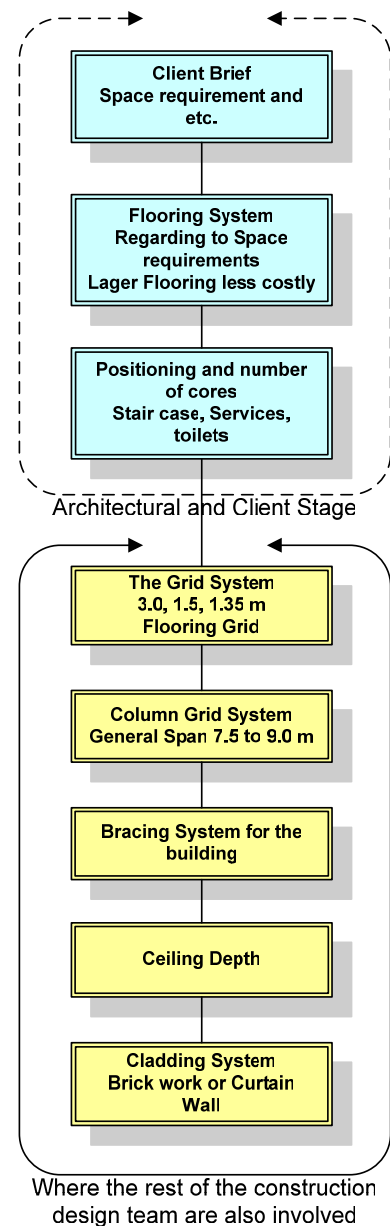 Client Brief
Space requirement and
etc.
Flooring System
Regarding to Space
requirements
Lager Flooring less costly
Positioning and number
of cores
Stair case, Services,
toilets
Architectural and Client Stage
The Grid System
3.0, 1.5, 1.35 m
Flooring Grid
Column Grid System
General Span 7.5 to 9.0 m
Bracing System for the
building
Ceiling Depth
Cladding System
Brick work or Curtain
Wall
Where the rest of the construction
design team are also involved